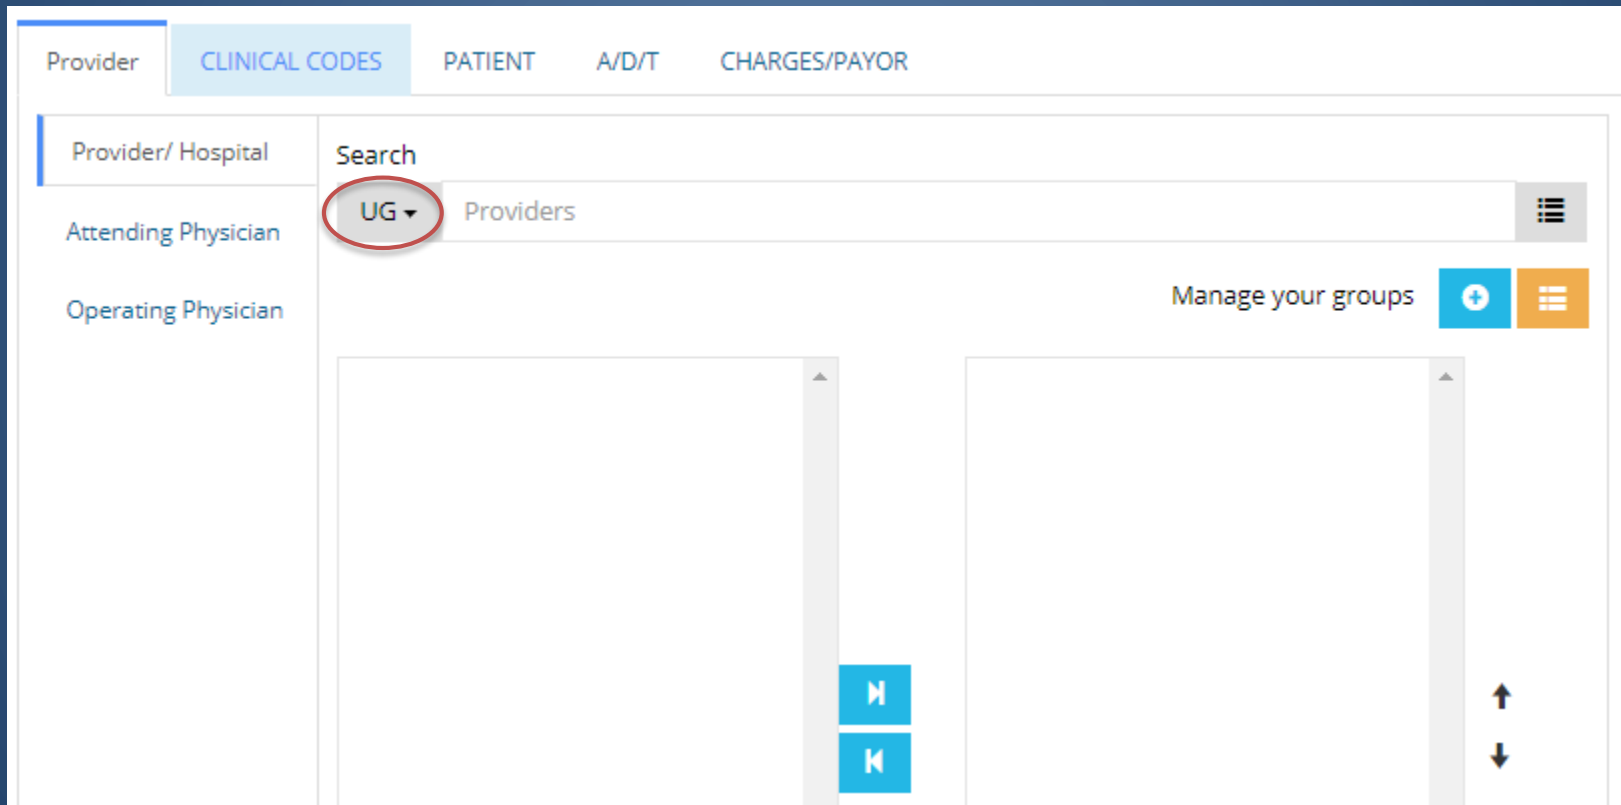 Provider CLINICAL CODES PATIENT A/D/T CHARGES/PAYOR
Provider/ Hospital
Attending Physician
Operating Physician
Search
UG Providers
Manage your groups